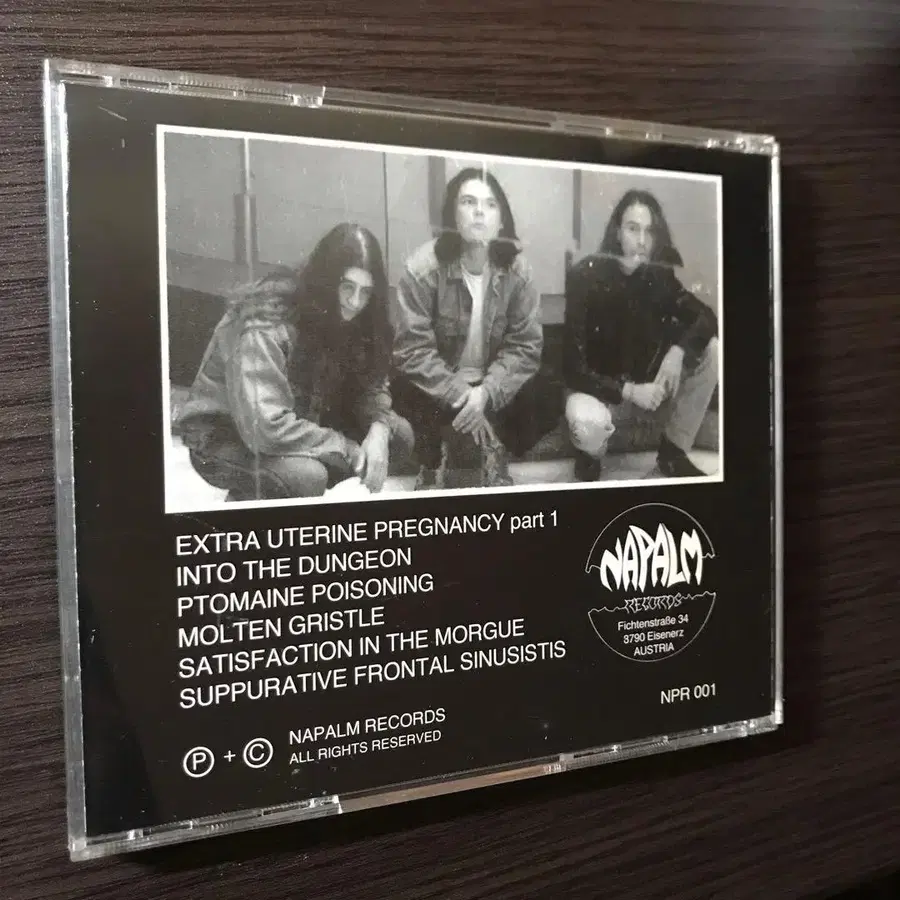 EXTRA UTERINE PREGNANCY part 1
INTO THE DUNGEON
PTOMAINE POISONING
MOLTEN GRISTLE
SATISFACTION IN THE MORGUE
SUPPURATIVE FRONTAL SINUSISTIS
NAPALM
RECORDS
Fichtenstraße 34
8790 Eisenerz
AUSTRIA
NPR 001
Ⓟ + © NAPALM RECORDS
ALL RIGHTS RESERVED